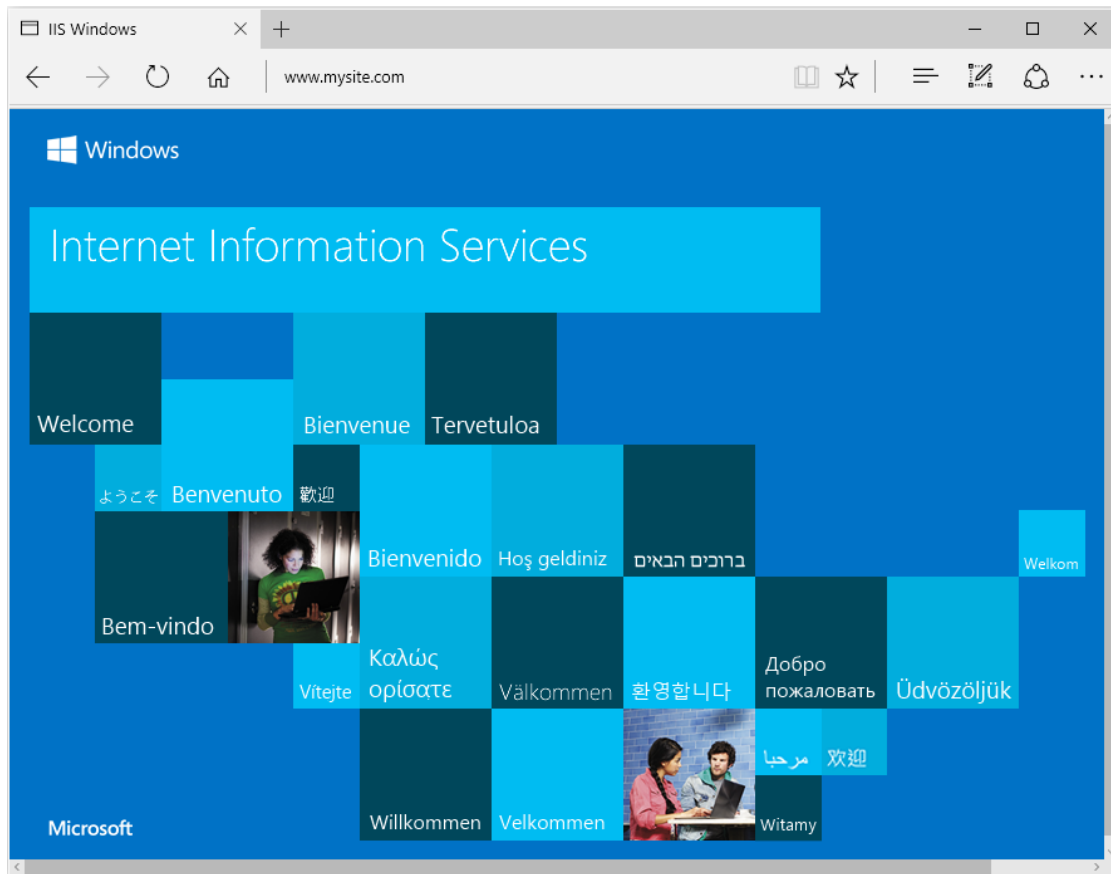 IIS Windows
www.mysite.com
Windows
Internet Information Services
Welcome
Bienvenue
Tervetuloa
ようこそ
Benvenuto
歡迎
Bienvenido
Hoş geldiniz
ברוכים הבאים
Welkom
Bem-vindo
Vítejte
Καλώς
ορίσατε
Välkommen
환영합니다
Добро
пожаловать
Üdvözöljük
مرحبا
欢迎
Willkommen
Velkommen
Witamy
Microsoft